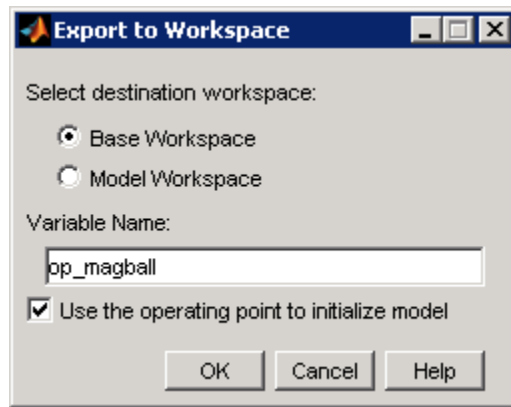 Export to Workspace
Select destination workspace:
Base Workspace
Model Workspace
Variable Name:
op_magball
Use the operating point to initialize model
OK Cancel Help